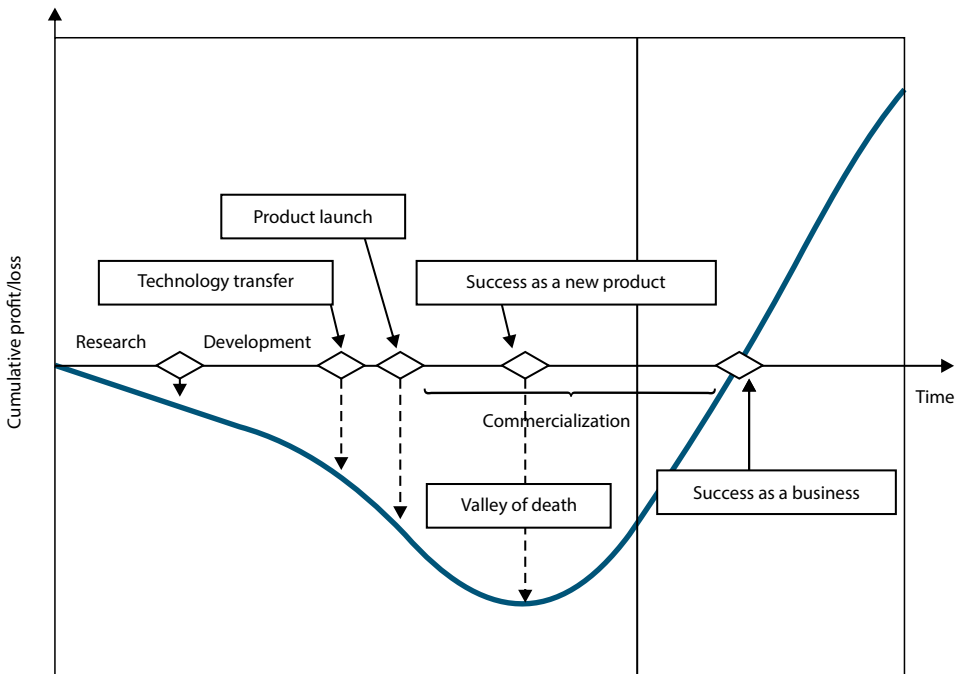 Product launch
Technology transfer
Success as a new product
Research
Development
Cumulative profit/loss
Time
Commercialization
Valley of death
Success as a business